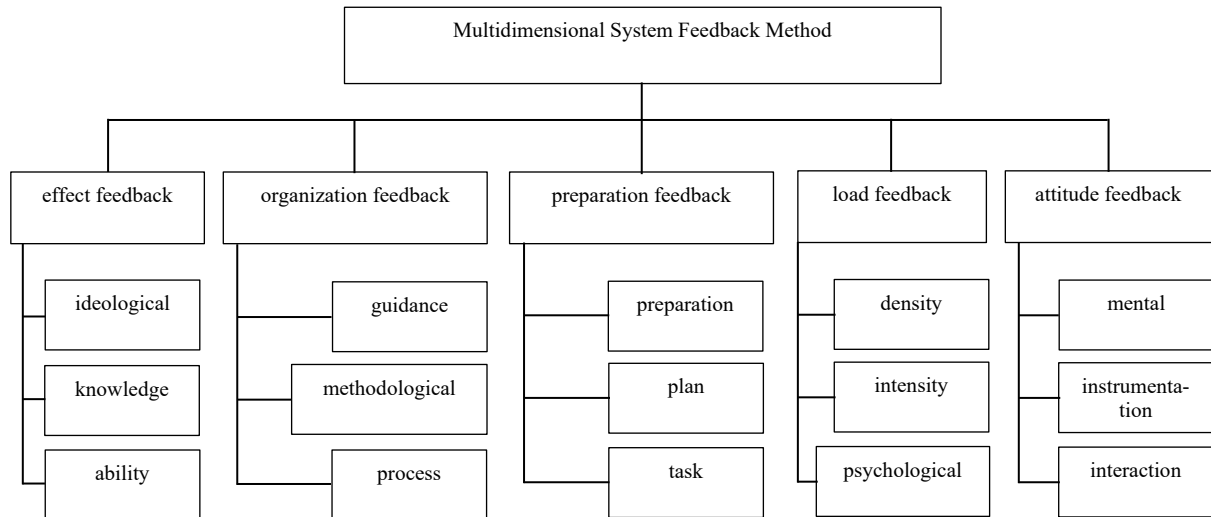 Multidimensional System Feedback Method
effect feedback
organization feedback
preparation feedback
load feedback
attitude feedback
ideological
guidance
preparation
density
mental
knowledge
methodological
plan
intensity
instrumenta-
tion
ability
process
task
psychological
interaction